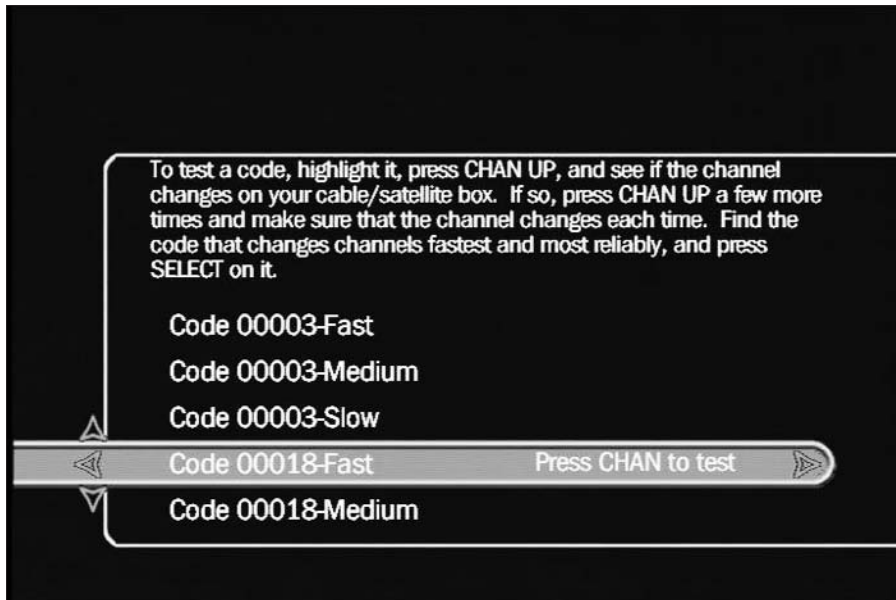 To test a code, highlight it, press CHAN UP, and see if the channel
changes on your cable/satellite box. If so, press CHAN UP a few more
times and make sure that the channel changes each time. Find the
code that changes channels fastest and most reliably, and press
SELECT on it.
Code 00003-Fast
Code 00003-Medium
Code 00003-Slow
Code 00018-Fast Press CHAN to test
Code 00018-Medium